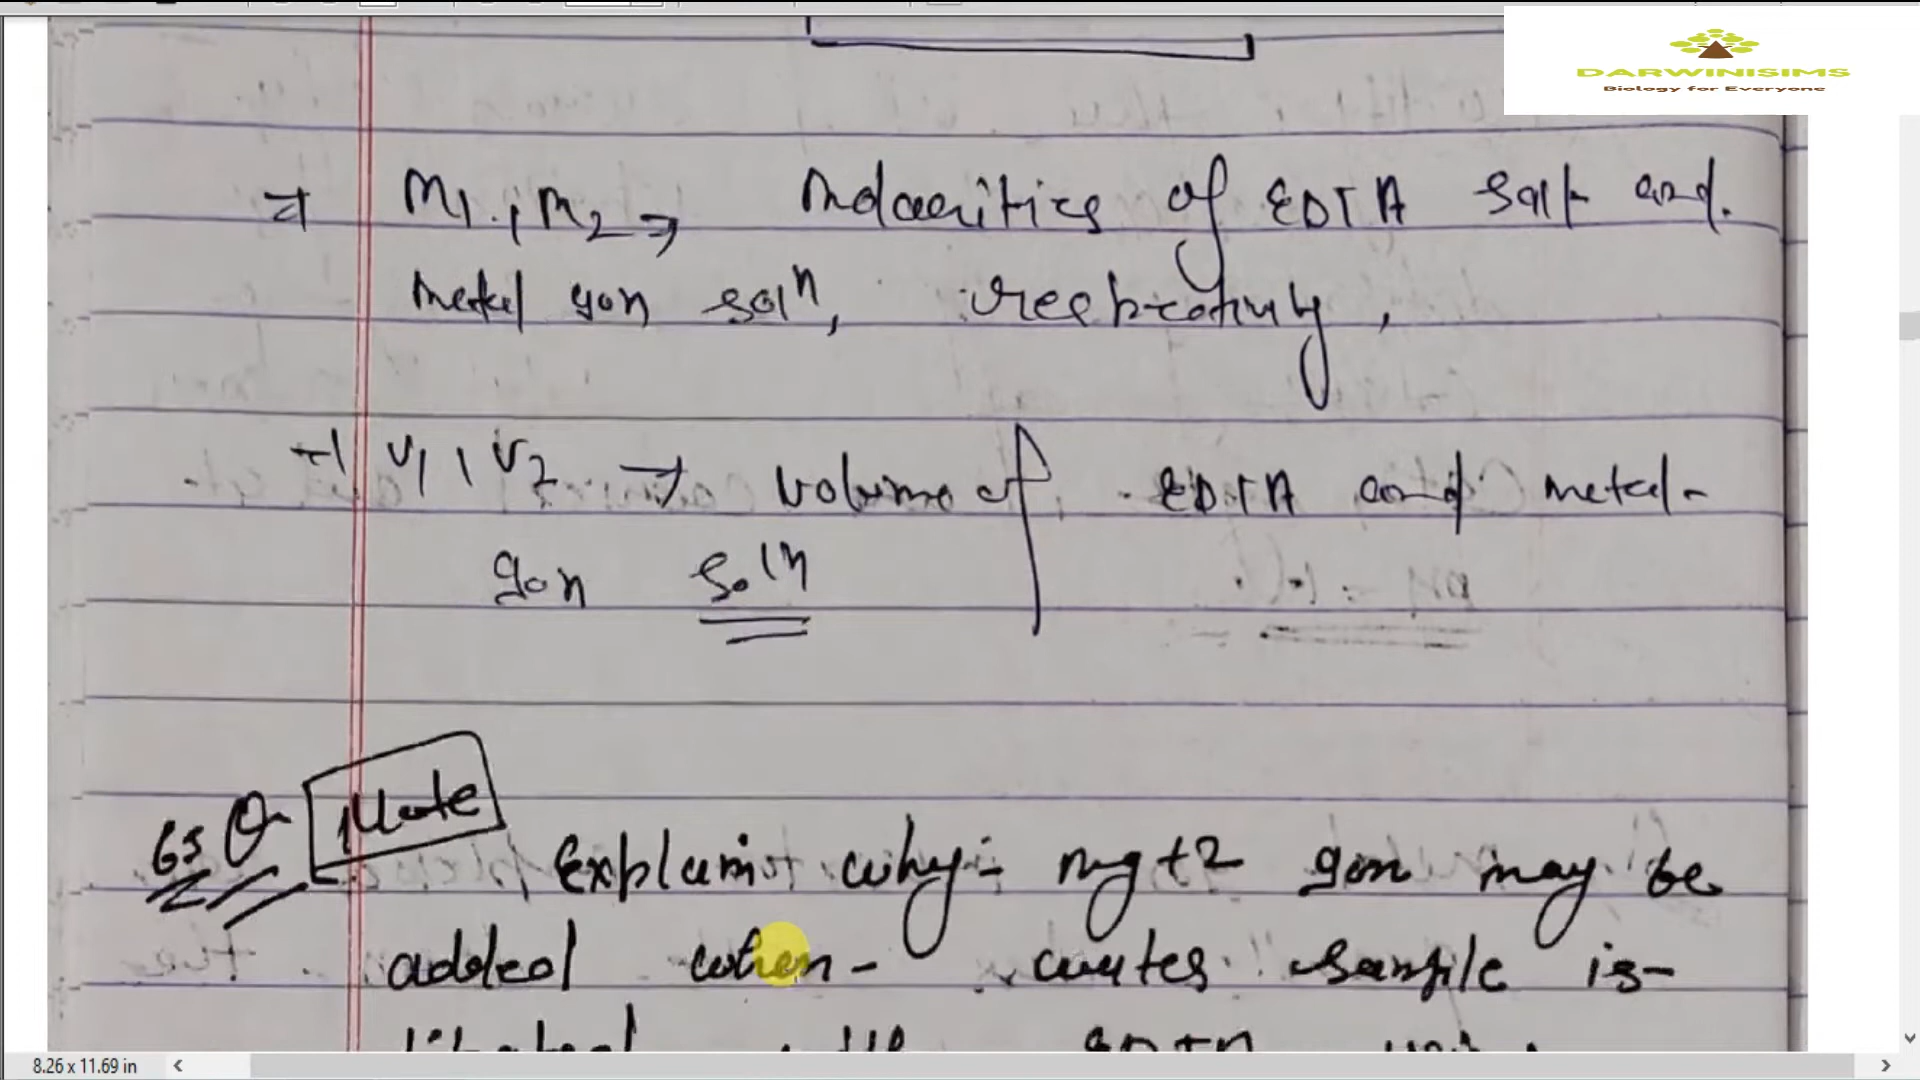 DARWINISIMS
Biology for Everyone
⇒ M1, M2 → Molarities of EDTA salt and
metal ion solⁿ, respectively,
→ V1, V2 → volume of EDTA and metal-
ion solⁿ
Q Note
Explain why- mg+2 ion may be
added when- water sample is-
8.26 x 11.69 in